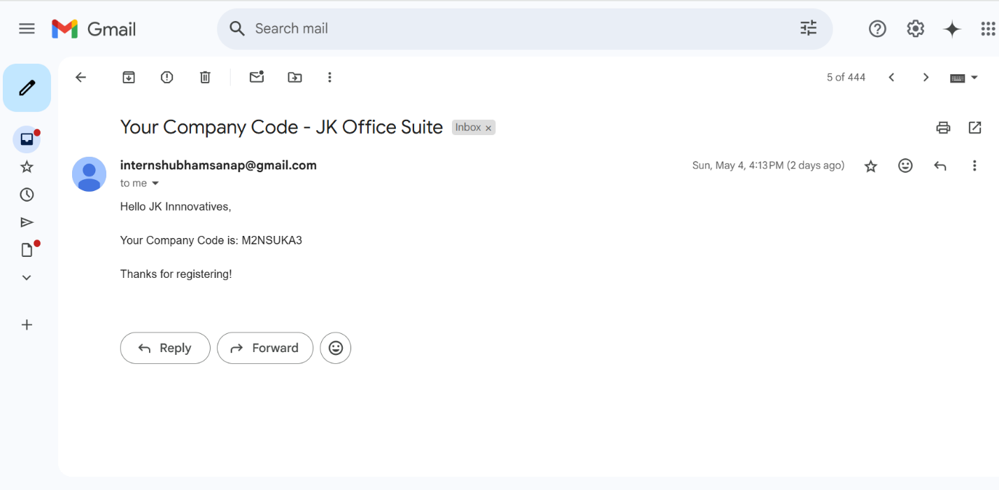 Gmail
Search mail
5 of 444
Your Company Code - JK Office Suite Inbox ×
internshubhamsanap@gmail.com
Sun, May 4, 4:13 PM (2 days ago)
to me
Hello JK Innnovatives,
Your Company Code is: M2NSUKA3
Thanks for registering!
Reply
Forward